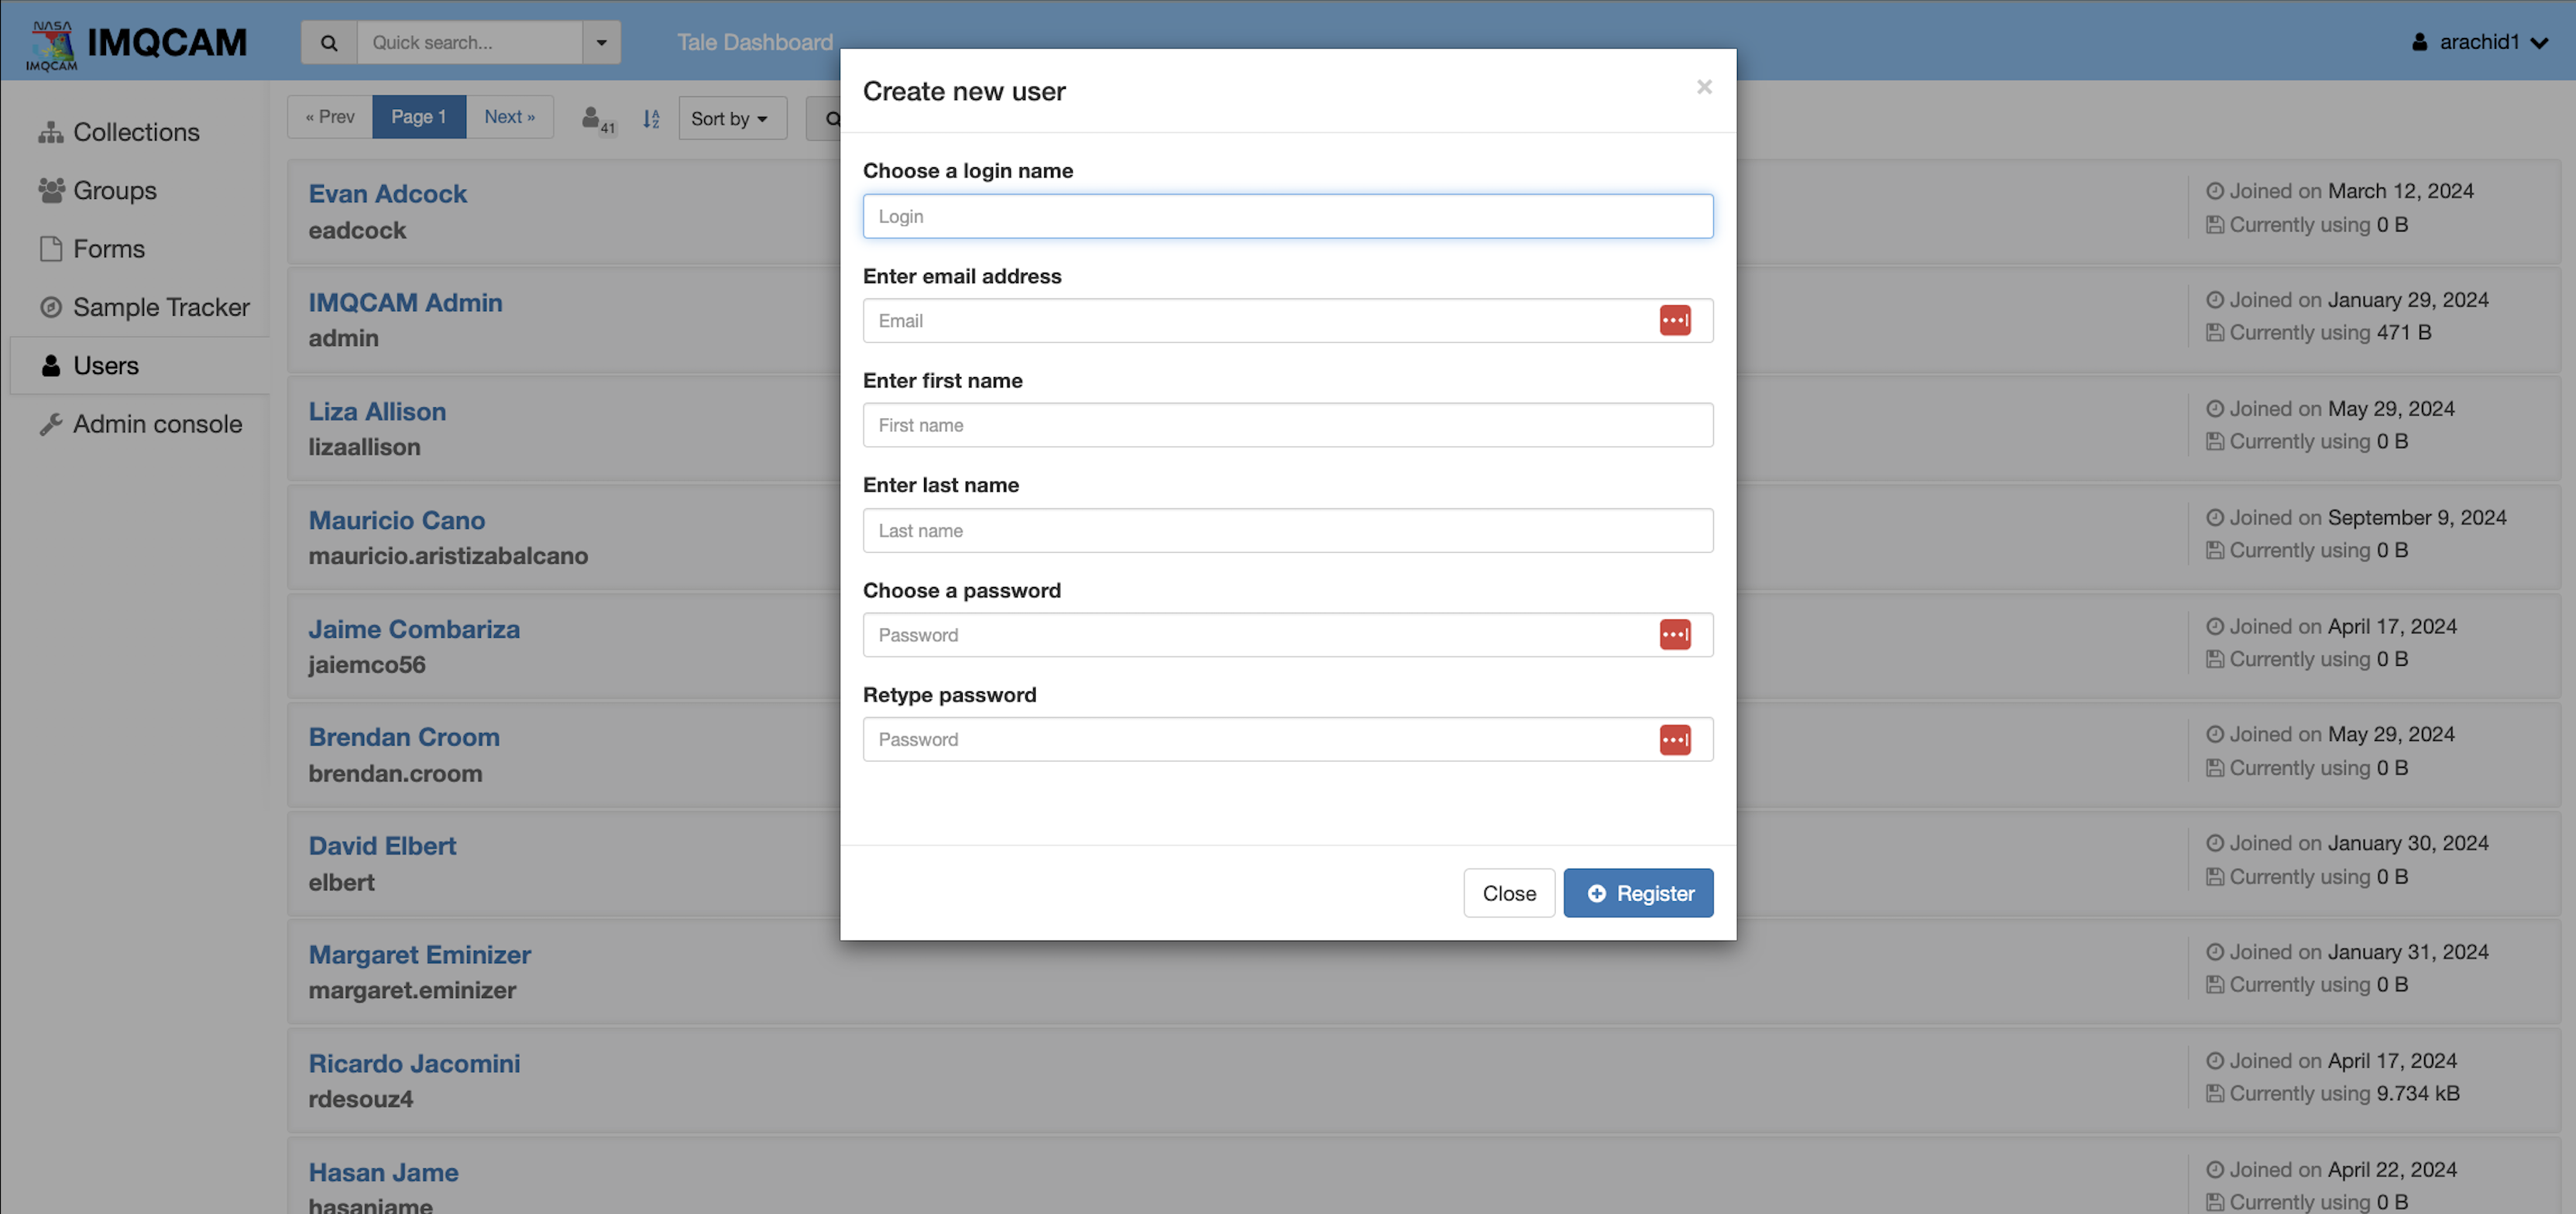 NASA
IMQCAM
IMQCAM
Quick search...
Tale Dashboard
arachid1
Collections
Groups
Forms
Sample Tracker
Users
Admin console
« Prev
Page 1
Next »
41
Sort by
Create new user
×
Choose a login name
Login
Enter email address
Email
Enter first name
First name
Enter last name
Last name
Choose a password
Password
Retype password
Password
Close
Register
Evan Adcock
eadcock
Joined on March 12, 2024
Currently using 0 B
IMQCAM Admin
admin
Joined on January 29, 2024
Currently using 471 B
Liza Allison
lizaallison
Joined on May 29, 2024
Currently using 0 B
Mauricio Cano
mauricio.aristizabalcano
Joined on September 9, 2024
Currently using 0 B
Jaime Combariza
jaiemco56
Joined on April 17, 2024
Currently using 0 B
Brendan Croom
brendan.croom
Joined on May 29, 2024
Currently using 0 B
David Elbert
elbert
Joined on January 30, 2024
Currently using 0 B
Margaret Eminizer
margaret.eminizer
Joined on January 31, 2024
Currently using 0 B
Ricardo Jacomini
rdesouz4
Joined on April 17, 2024
Currently using 9.734 kB
Hasan Jame
hasanjame
Joined on April 22, 2024
Currently using 0 B